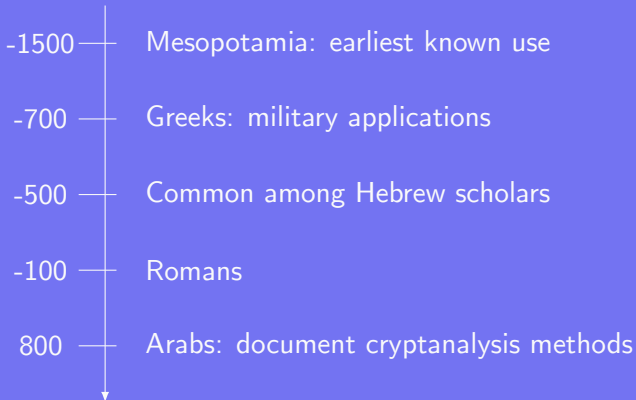 -1500 Mesopotamia: earliest known use
-700 Greeks: military applications
-500 Common among Hebrew scholars
-100 Romans
800 Arabs: document cryptanalysis methods